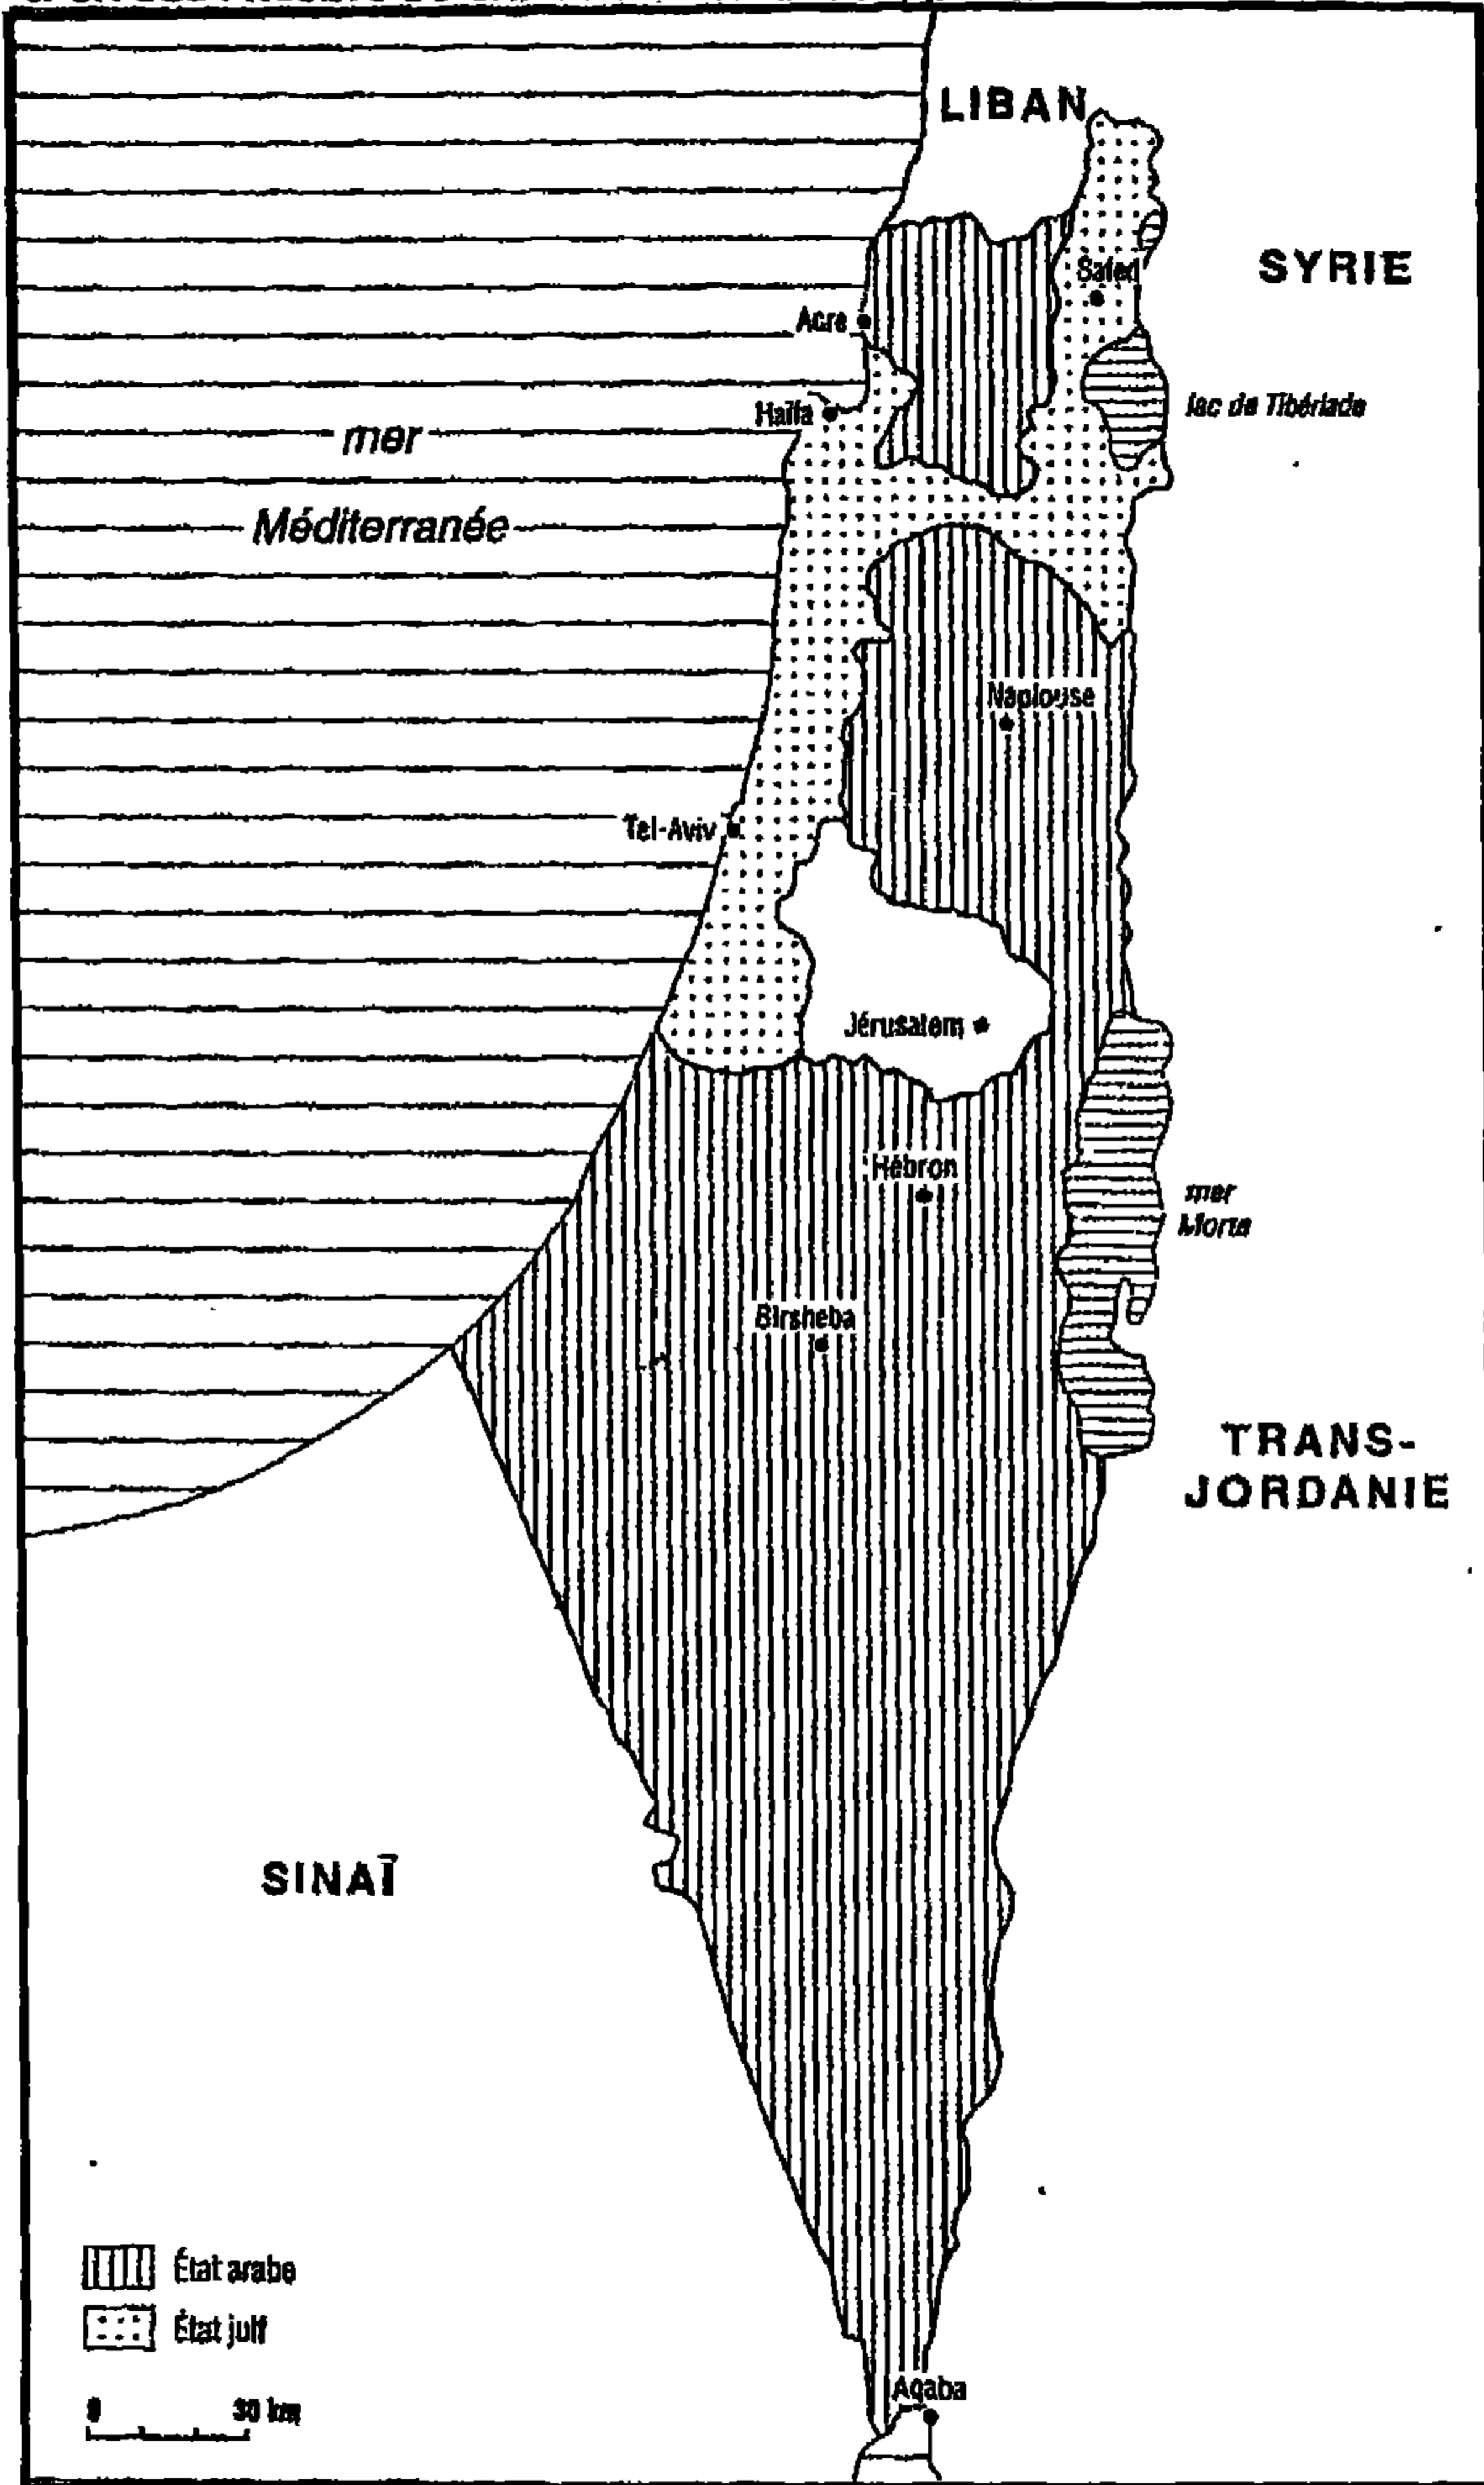 LIBAN
SYRIE
Safed
Acre
lac de Tibériade
Haïfa
mer
Méditerranée
Naplouse
Tel-Aviv
Jérusalem
Hébron
mer
Morte
Birsheba
TRANS-
JORDANIE
SINAÏ
État arabe
État juif
Aqaba
0 30 km